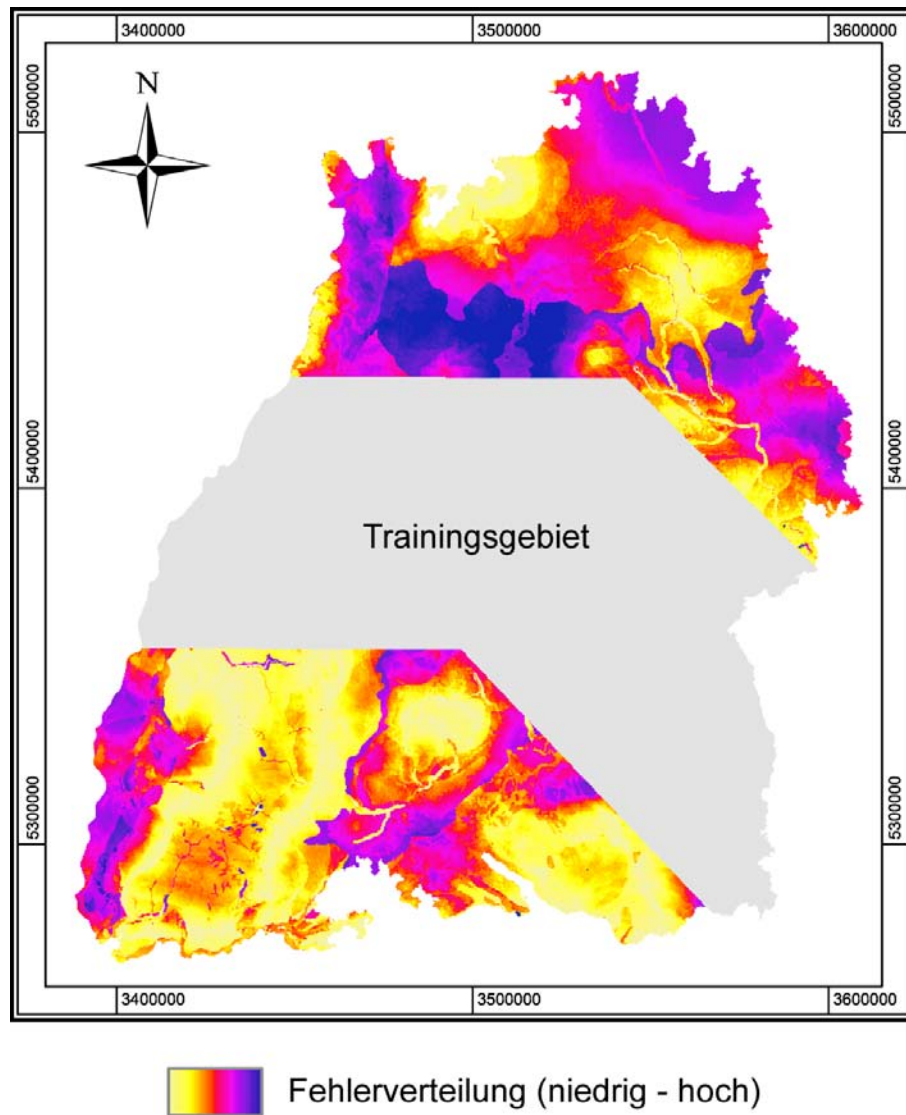 3400000 3500000 3600000
N
5500000 5500000
5400000 5400000
Trainingsgebiet
5300000 5300000
3400000 3500000 3600000
Fehlerverteilung (niedrig - hoch)